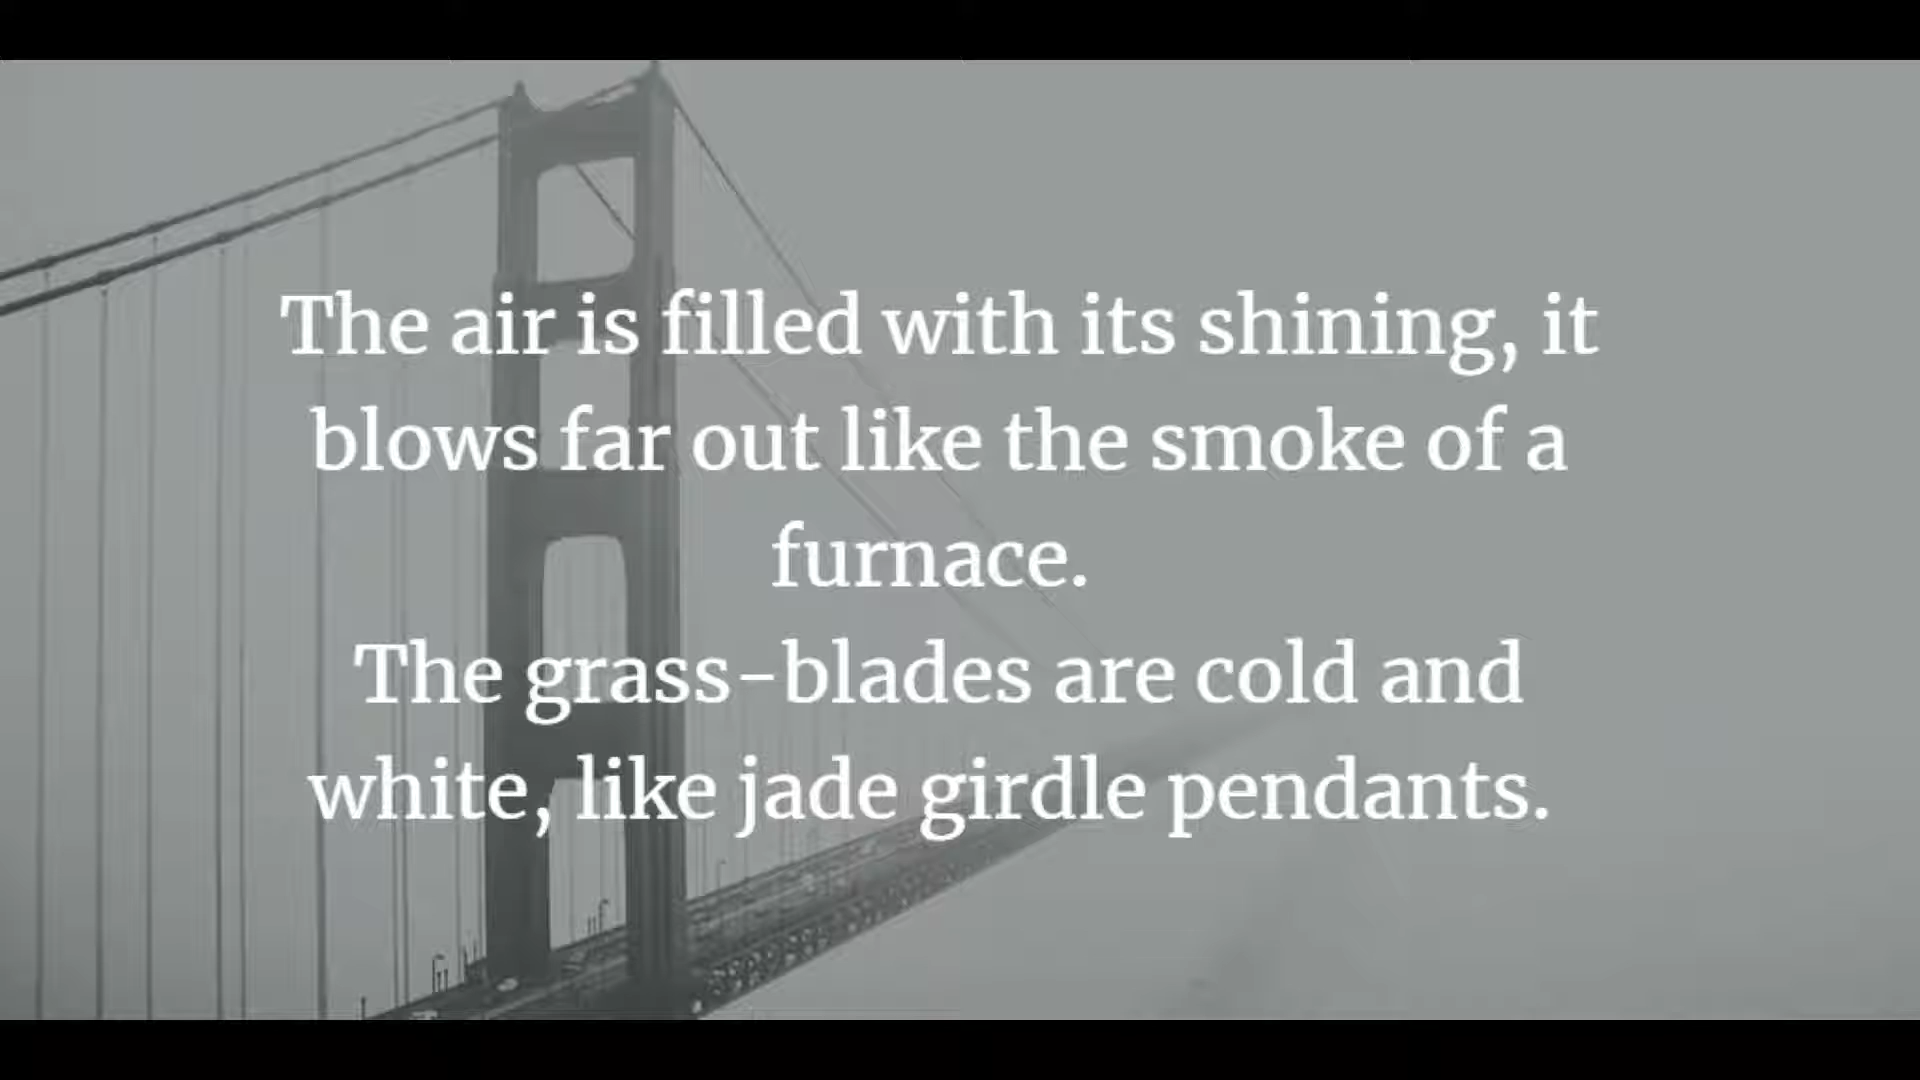 The air is filled with its shining, it
blows far out like the smoke of a
furnace.
The grass-blades are cold and
white, like jade girdle pendants.